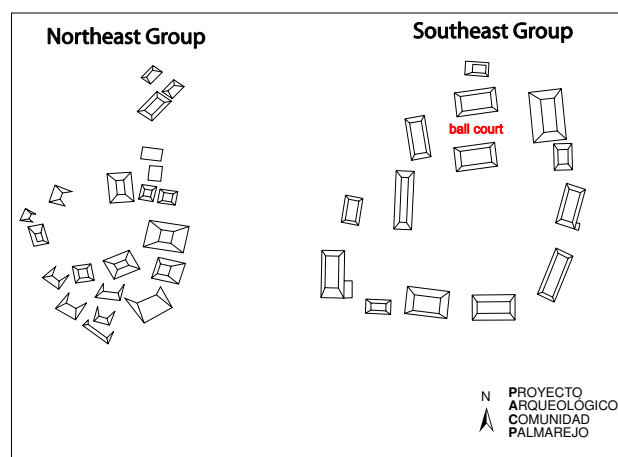 Northeast Group
Southeast Group
ball court
N
PROYECTO
ARQUEOLÓGICO
COMUNIDAD
PALMAREJO